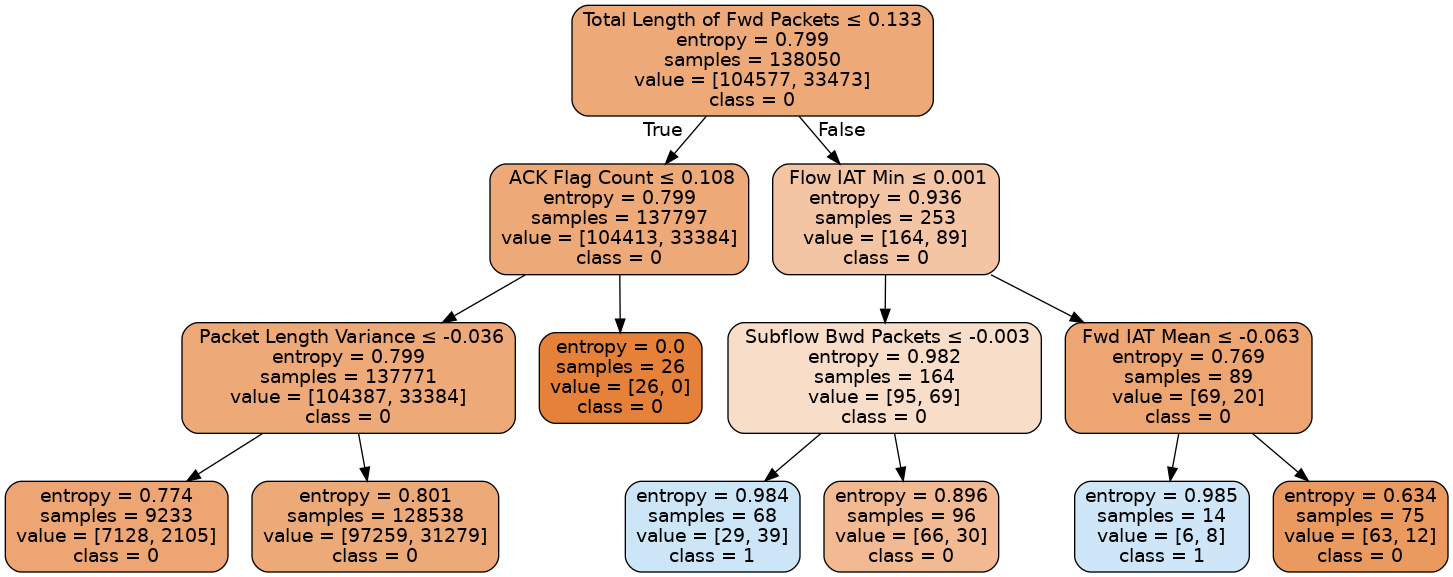 Total Length of Fwd Packets ≤ 0.133
entropy = 0.799
samples = 138050
value = [104577, 33473]
class = 0
True
False
ACK Flag Count ≤ 0.108
entropy = 0.799
samples = 137797
value = [104413, 33384]
class = 0
Flow IAT Min ≤ 0.001
entropy = 0.936
samples = 253
value = [164, 89]
class = 0
Packet Length Variance ≤ -0.036
entropy = 0.799
samples = 137771
value = [104387, 33384]
class = 0
entropy = 0.0
samples = 26
value = [26, 0]
class = 0
Subflow Bwd Packets ≤ -0.003
entropy = 0.982
samples = 164
value = [95, 69]
class = 0
Fwd IAT Mean ≤ -0.063
entropy = 0.769
samples = 89
value = [69, 20]
class = 0
entropy = 0.774
samples = 9233
value = [7128, 2105]
class = 0
entropy = 0.801
samples = 128538
value = [97259, 31279]
class = 0
entropy = 0.984
samples = 68
value = [29, 39]
class = 1
entropy = 0.896
samples = 96
value = [66, 30]
class = 0
entropy = 0.985
samples = 14
value = [6, 8]
class = 1
entropy = 0.634
samples = 75
value = [63, 12]
class = 0